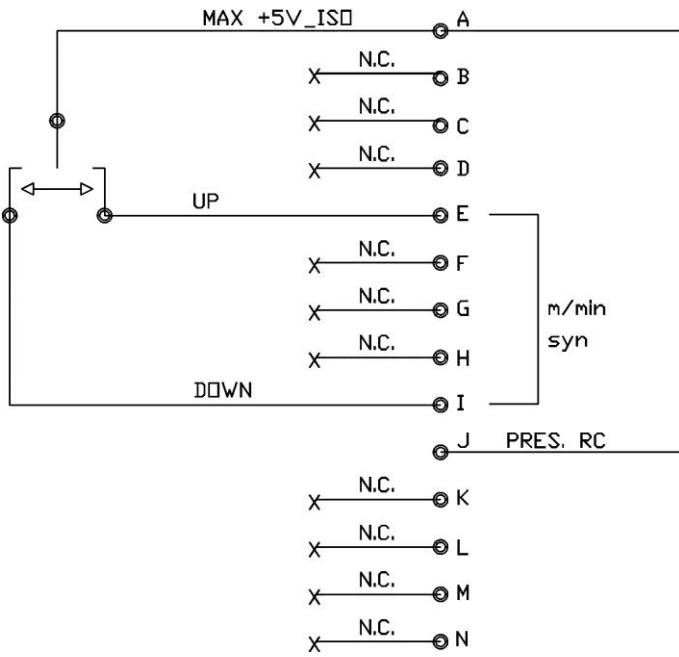 MAX +5V_ISO A
N.C. B
N.C. C
N.C. D
UP E
N.C. F
N.C. G
m/min
N.C. H
syn
DOWN I
J PRES. RC
N.C. K
N.C. L
N.C. M
N.C. N